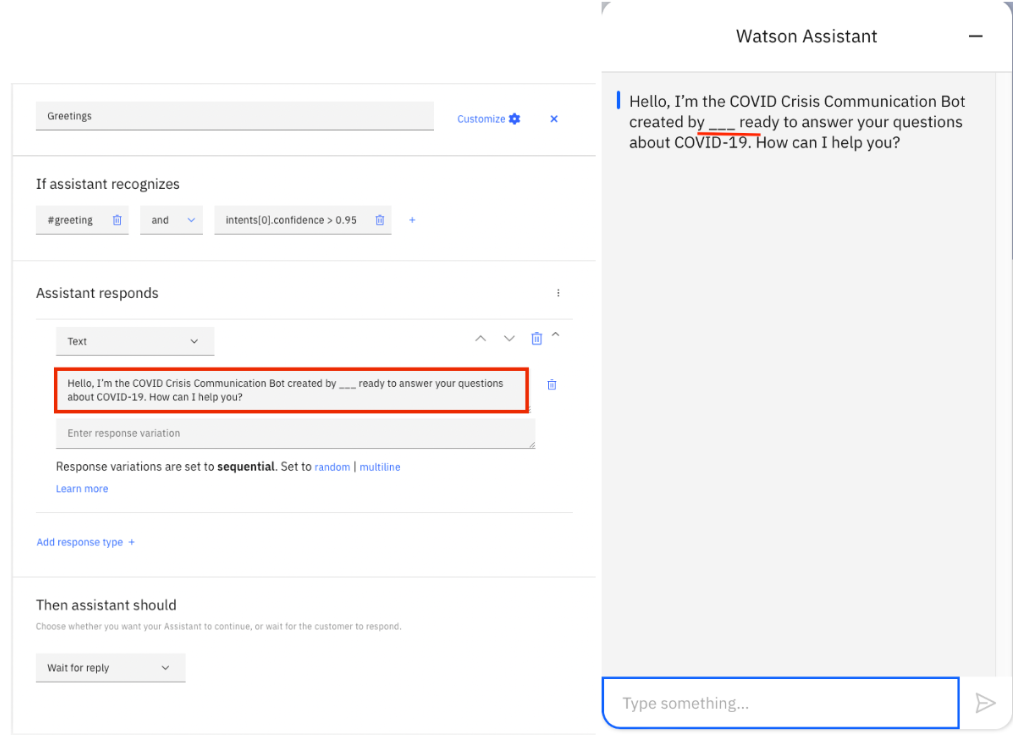 Greetings
Customize
If assistant recognizes
#greeting
and
intents[0].confidence > 0.95
+
Assistant responds
Text
Hello, I'm the COVID Crisis Communication Bot created by ___ ready to answer your questions
about COVID-19. How can I help you?
Enter response variation
Response variations are set to sequential. Set to random | multiline
Learn more
Add response type +
Then assistant should
Choose whether you want your Assistant to continue, or wait for the customer to respond.
Wait for reply
Watson Assistant
Hello, I'm the COVID Crisis Communication Bot
created by ___ ready to answer your questions
about COVID-19. How can I help you?
Type something...